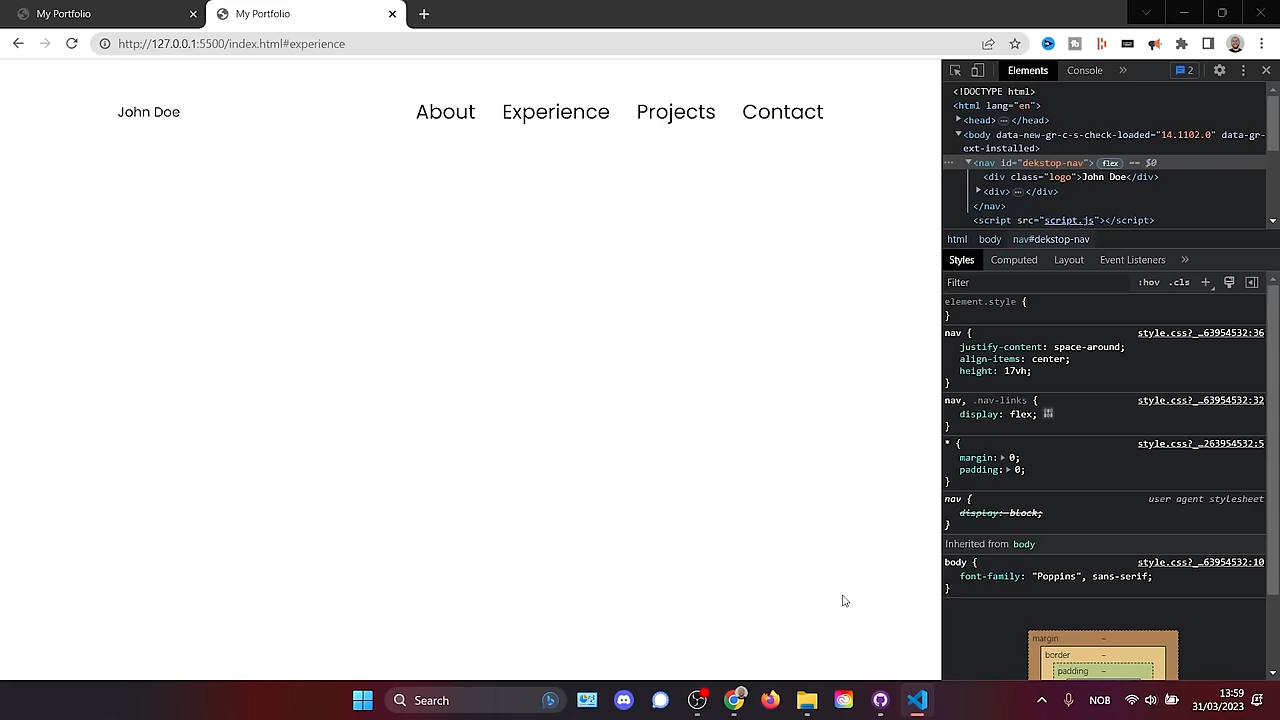 My Portfolio
My Portfolio
http://127.0.0.1:5500/index.html#experience
John Doe
About Experience Projects Contact
Elements Console 2
<!DOCTYPE html>
<html lang="en">
<head> … </head>
<body data-new-gr-c-s-check-loaded="14.1102.0" data-gr-
ext-installed>
… <nav id="dekstop-nav"> flex == $0
<div class="logo">John Doe</div>
<div> … </div>
</nav>
<script src="script.js"></script>
html body nav#dekstop-nav
Styles Computed Layout Event Listeners
Filter :hov .cls
element.style {
}
nav { style.css?_…63954532:36
justify-content: space-around;
align-items: center;
height: 17vh;
}
nav, .nav-links { style.css?_…63954532:32
display: flex;
}
* { style.css?_…263954532:5
margin: 0;
padding: 0;
}
nav { user agent stylesheet
display: block;
}
Inherited from body
body { style.css?_…63954532:10
font-family: "Poppins", sans-serif;
}
margin –
border –
padding –
Search NOB 13:59
31/03/2023